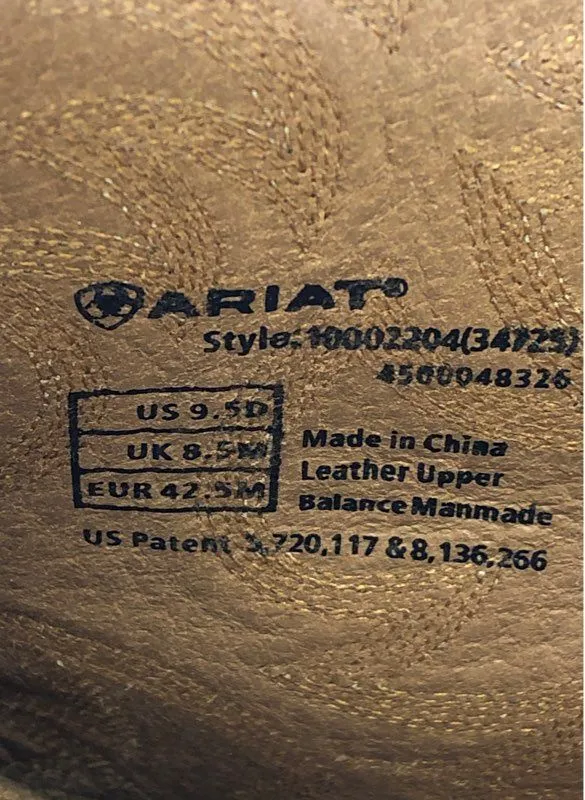 ARIAT®
Style: 10002204(34725)
4500048326
US 9.5D
UK 8.5M
EUR 42.5M
Made in China
Leather Upper
Balance Manmade
US Patent 5,720,117 & 8,136,266